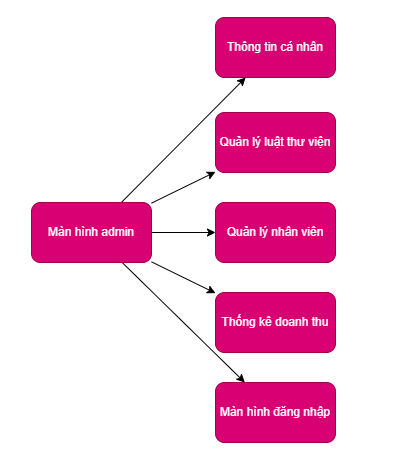 Thông tin cá nhân
Quản lý luật thư viện
Màn hình admin
Quản lý nhân viên
Thống kê doanh thu
Màn hình đăng nhập